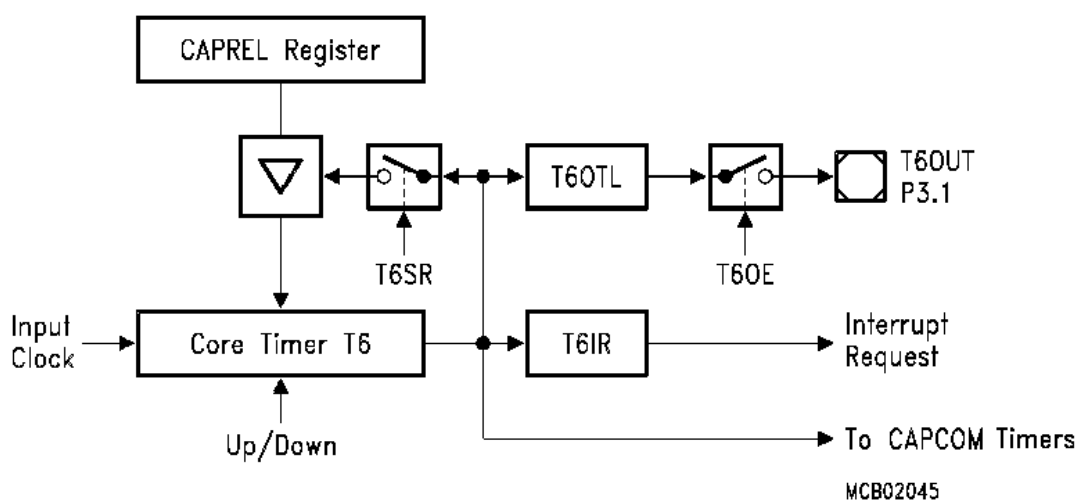 CAPREL Register
T6OTL
T6OUT
P3.1
T6SR
T6OE
Input
Clock
Core Timer T6
T6IR
Interrupt
Request
Up/Down
To CAPCOM Timers
MCB02045